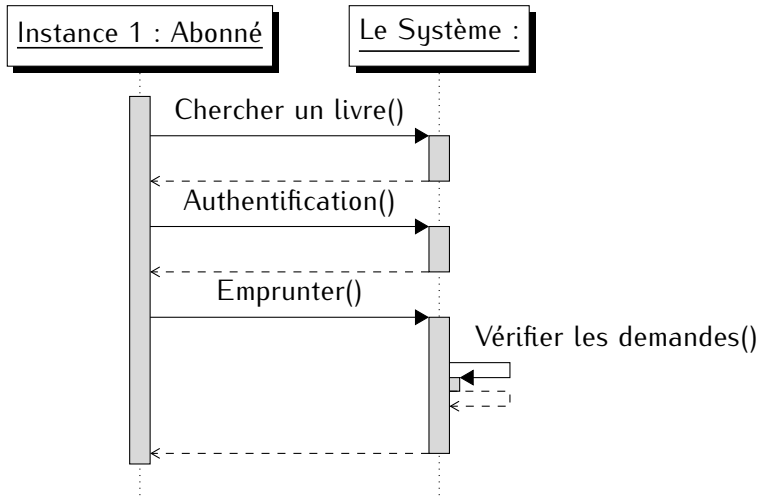 Instance 1 : Abonné
Le Système :
Chercher un livre()
Authentification()
Emprunter()
Vérifier les demandes()